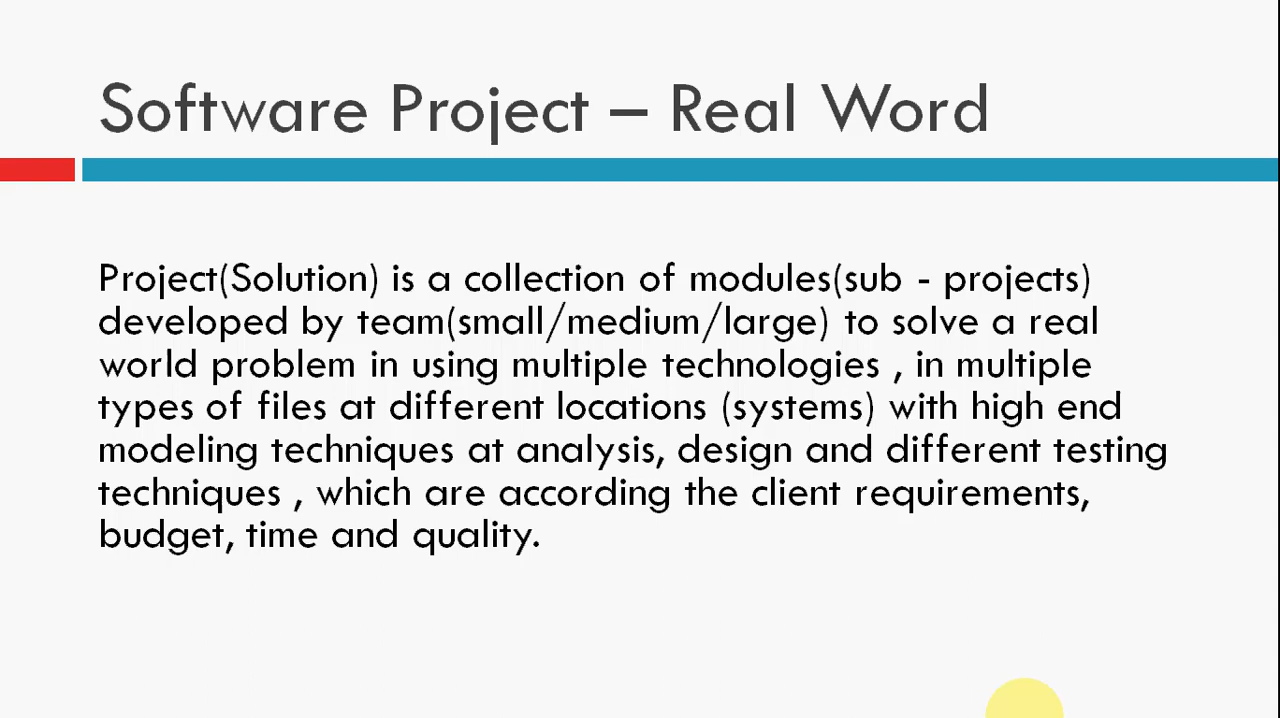 Software Project – Real Word
Project(Solution) is a collection of modules(sub - projects)
developed by team(small/medium/large) to solve a real
world problem in using multiple technologies , in multiple
types of files at different locations (systems) with high end
modeling techniques at analysis, design and different testing
techniques , which are according the client requirements,
budget, time and quality.